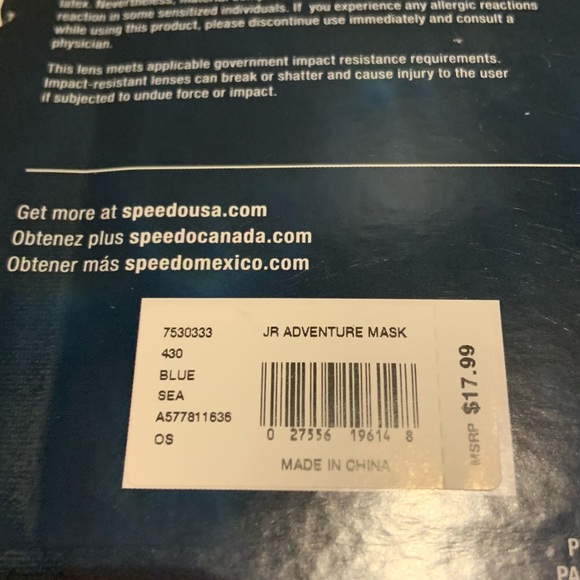 latex. Nevertheless,
reaction in some sensitized individuals. If you experience any allergic reactions
while using this product, please discontinue use immediately and consult a
physician.
This lens meets applicable government impact resistance requirements.
Impact-resistant lenses can break or shatter and cause injury to the user
if subjected to undue force or impact.
Get more at speedousa.com
Obtenez plus speedocanada.com
Obtener más speedomexico.com
7530333
430
BLUE
SEA
A577811636
OS
JR ADVENTURE MASK
0 27556 19614 8
MADE IN CHINA
MSRP $17.99
P
PA